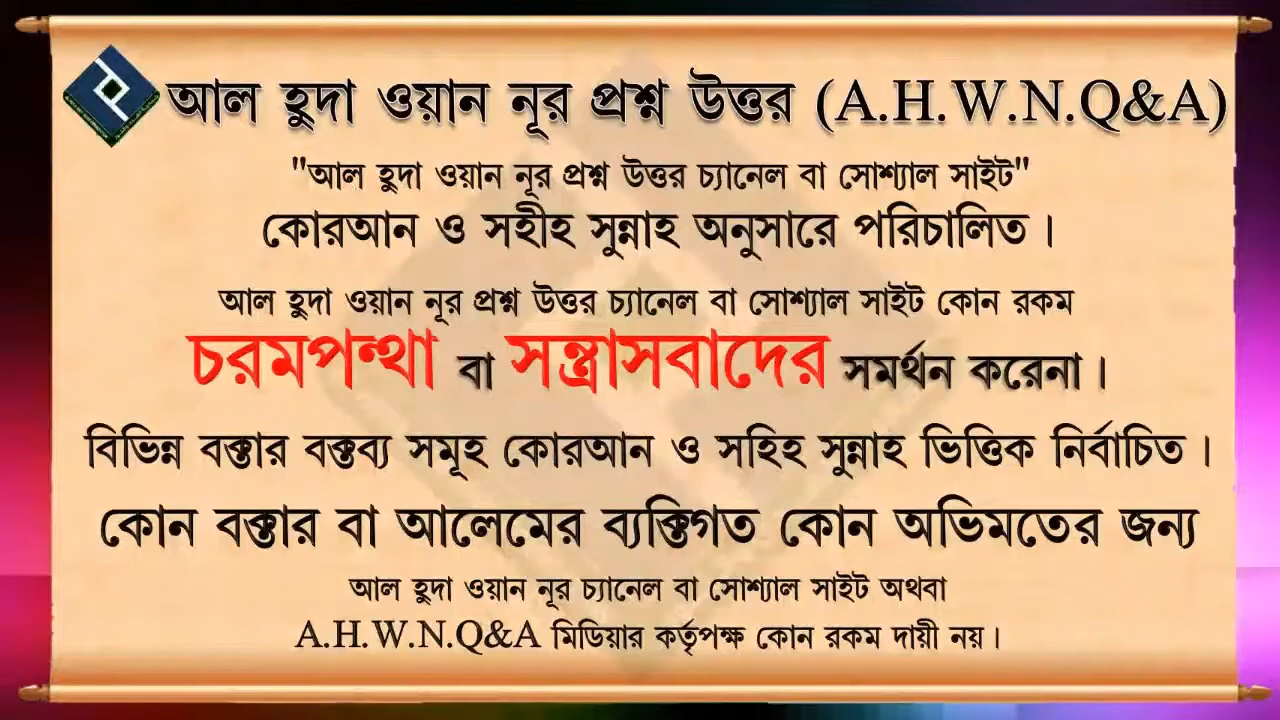 আল হুদা ওয়ান নূর প্রশ্ন উত্তর (A.H.W.N.Q&A)
"আল হুদা ওয়ান নূর প্রশ্ন উত্তর চ্যানেল বা সোশ্যাল সাইট"
কোরআন ও সহীহ সুন্নাহ অনুসারে পরিচালিত।
আল হুদা ওয়ান নূর প্রশ্ন উত্তর চ্যানেল বা সোশ্যাল সাইট কোন রকম
চরমপন্থা বা সন্ত্রাসবাদের সমর্থন করেনা।
বিভিন্ন বক্তার বক্তব্য সমূহ কোরআন ও সহিহ সুন্নাহ ভিত্তিক নির্বাচিত।
কোন বক্তার বা আলেমের ব্যক্তিগত কোন অভিমতের জন্য
আল হুদা ওয়ান নূর চ্যানেল বা সোশ্যাল সাইট অথবা
A.H.W.N.Q&A মিডিয়ার কর্তৃপক্ষ কোন রকম দায়ী নয়।